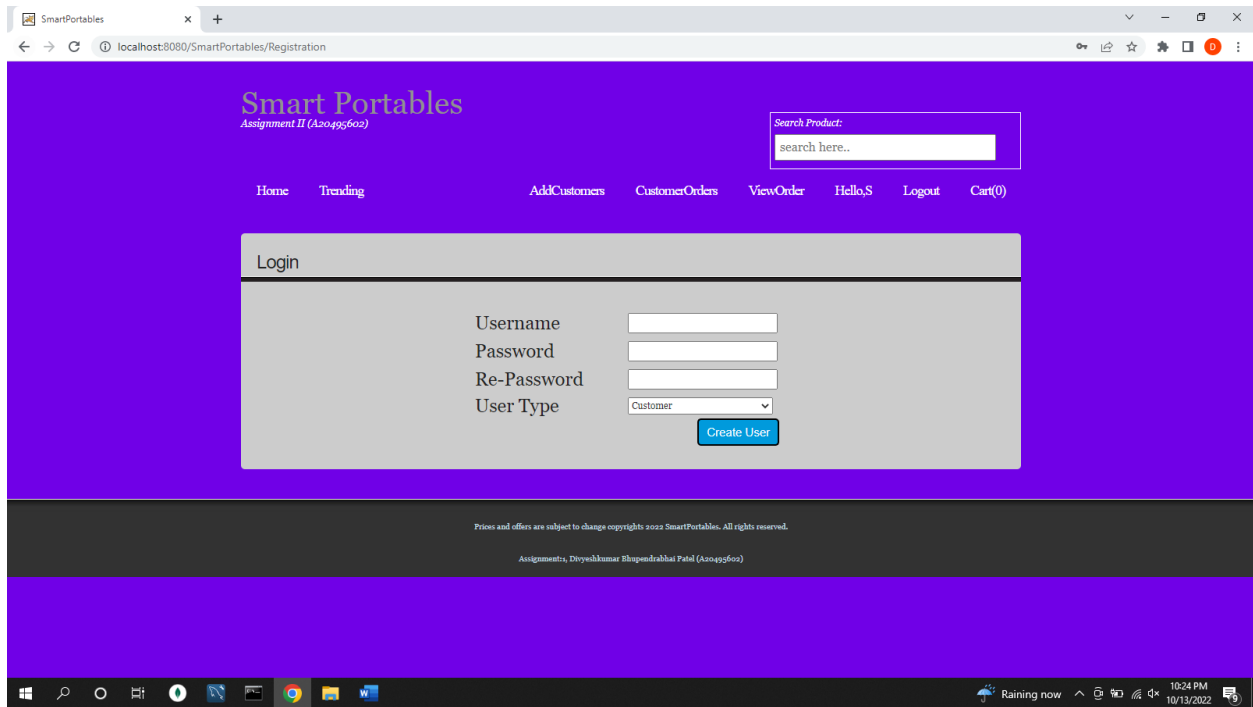 SmartPortables
localhost:8080/SmartPortables/Registration
D
Smart Portables
Assignment II (A20495602)
Search Product:
search here..
Home Trending AddCustomers CustomerOrders ViewOrder Hello,S Logout Cart(0)
Login
Username
Password
Re-Password
User Type Customer
Create User
Prices and offers are subject to change copyrights 2022 SmartPortables. All rights reserved.
Assignment:1, Divyeshkumar Bhupendrabhai Patel (A20495602)
Raining now
10:24 PM
10/13/2022
9